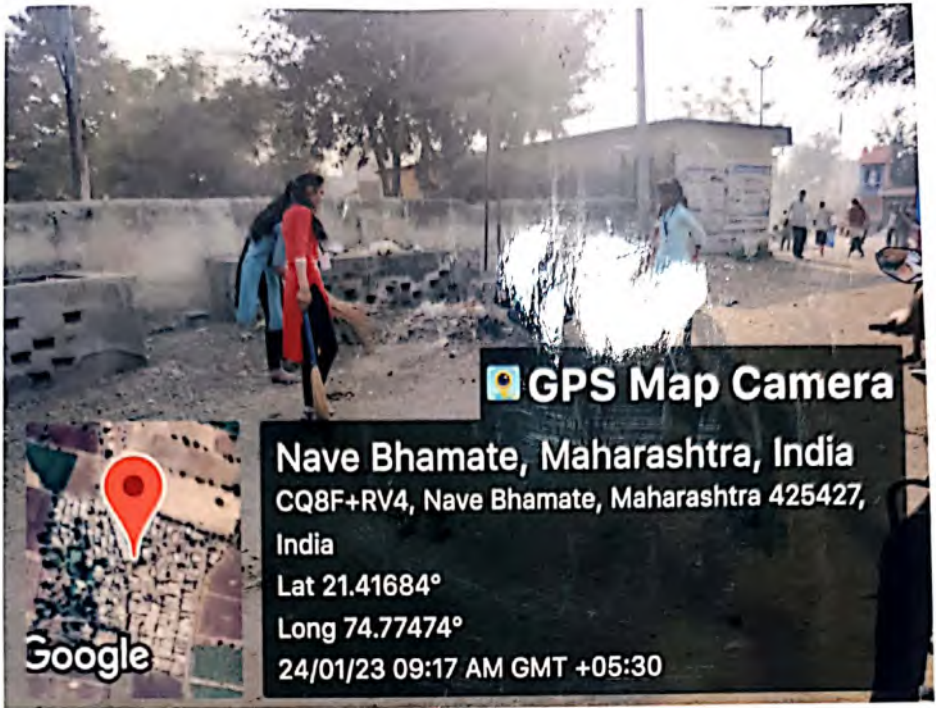 GPS Map Camera
Nave Bhamate, Maharashtra, India
CQ8F+RV4, Nave Bhamate, Maharashtra 425427,
India
Lat 21.41684°
Long 74.77474°
24/01/23 09:17 AM GMT +05:30
Google